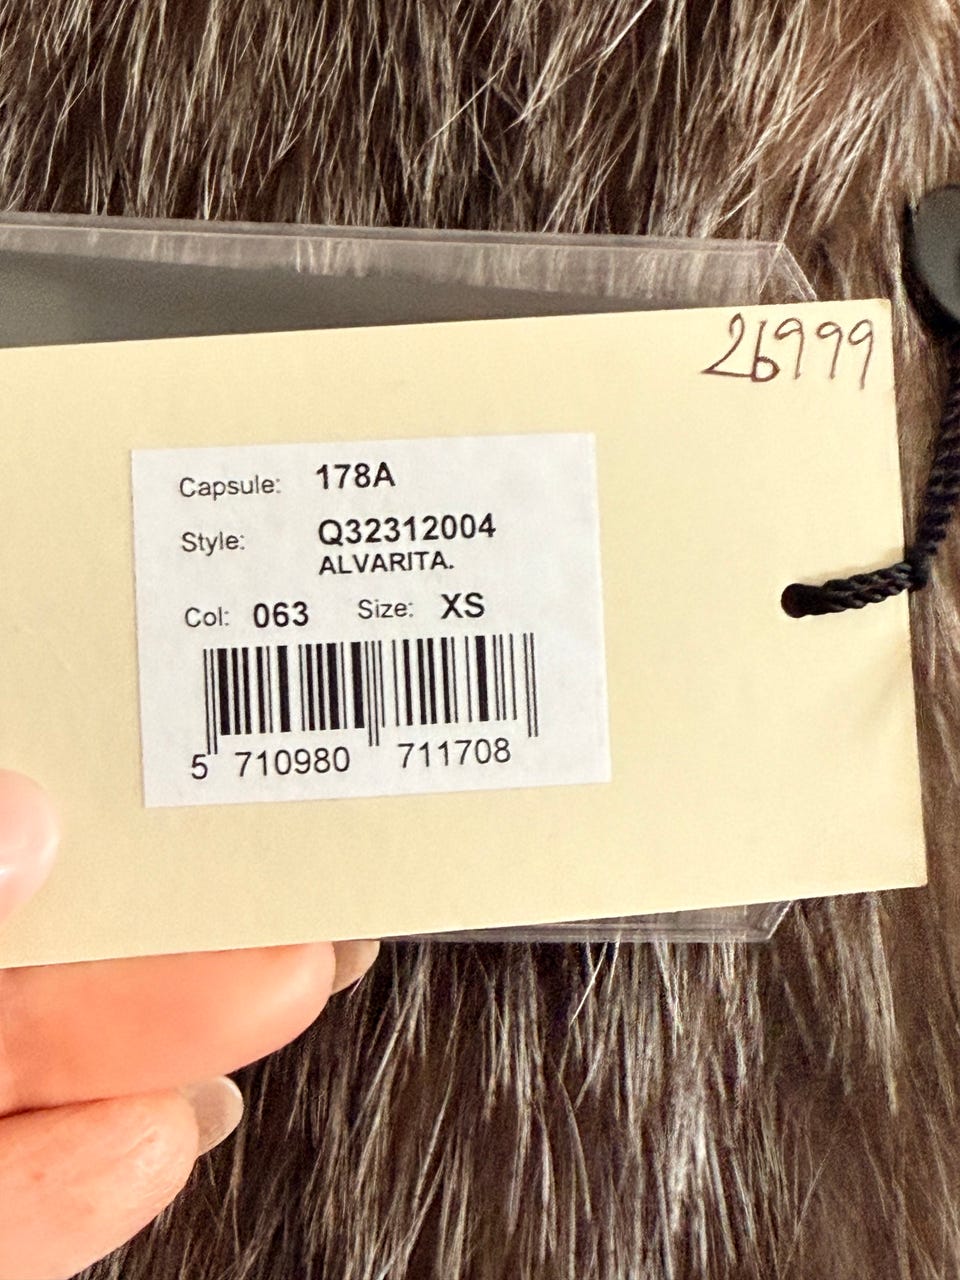 26999
Capsule: 178A
Style: Q32312004
ALVARITA.
Col: 063 Size: XS
5 710980 711708